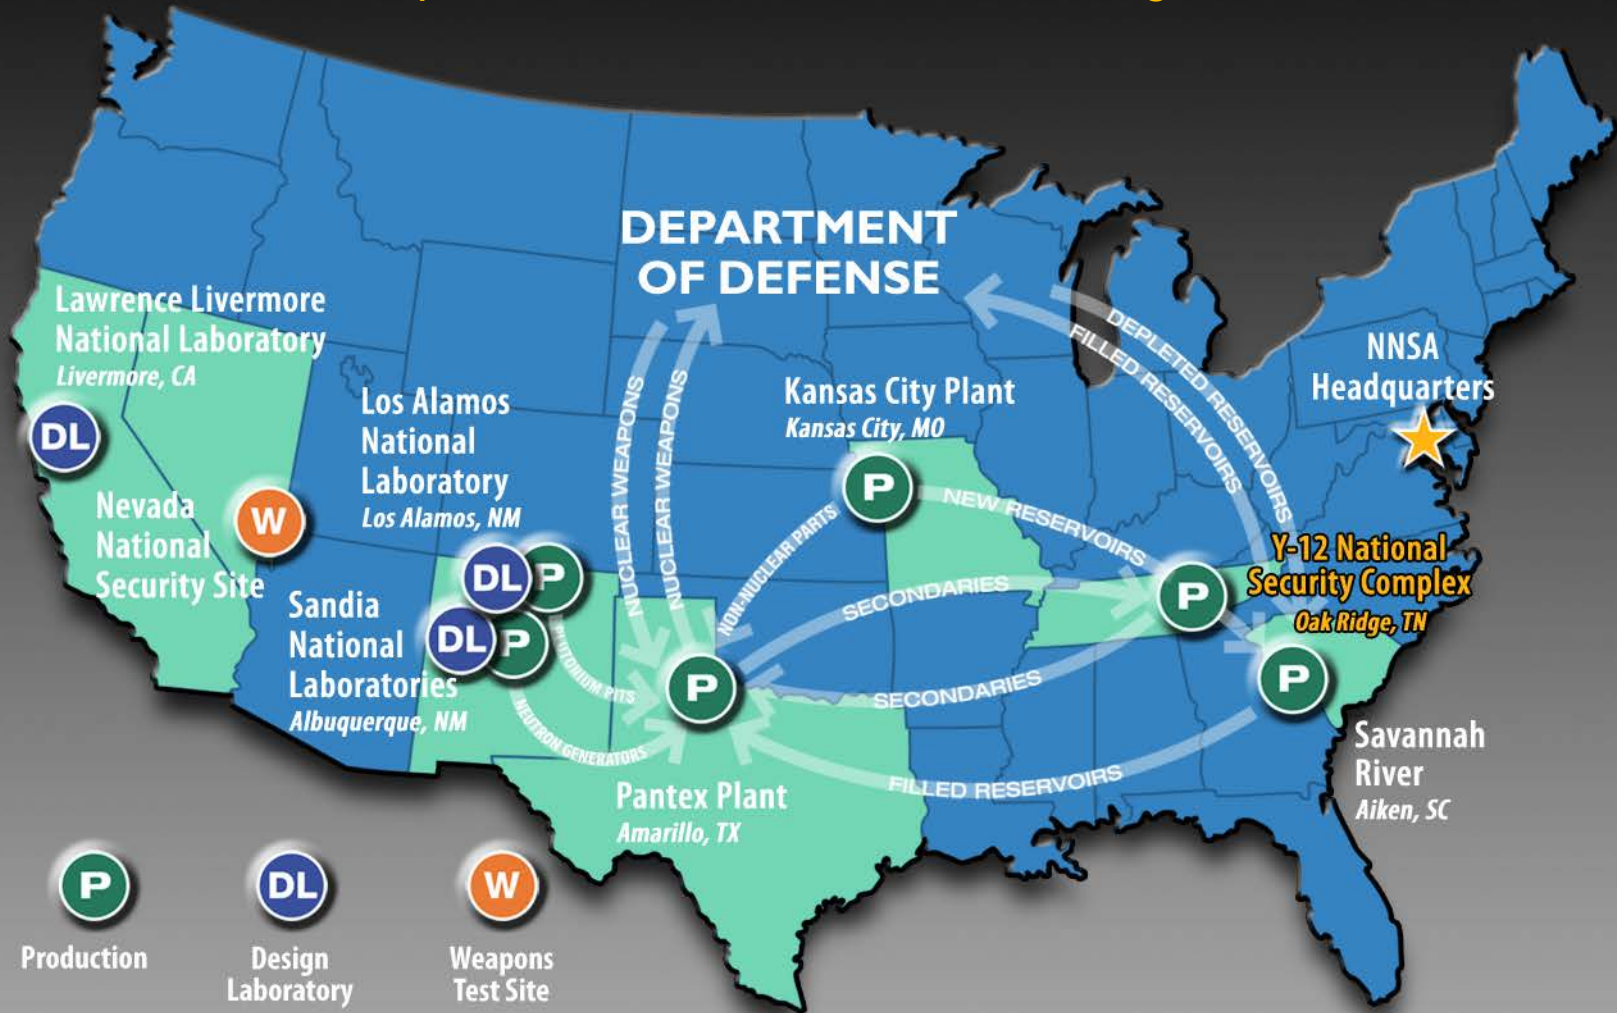 DEPARTMENT
OF DEFENSE
Lawrence Livermore
National Laboratory
Livermore, CA
DL
Nevada
National
Security Site
W
Los Alamos
National
Laboratory
Los Alamos, NM
DL
P
Sandia
National
Laboratories
Albuquerque, NM
DL
P
NUCLEAR WEAPONS
NUCLEAR WEAPONS
Kansas City Plant
Kansas City, MO
P
NON-NUCLEAR PARTS
NEW RESERVOIRS
DEPLETED RESERVOIRS
FILLED RESERVOIRS
NNSA
Headquarters
SECONDARIES
SECONDARIES
P
Y-12 National
Security Complex
Oak Ridge, TN
PLUTONIUM PITS
NEUTRON GENERATORS
P
Pantex Plant
Amarillo, TX
FILLED RESERVOIRS
P
Savannah
River
Aiken, SC
P
Production
DL
Design
Laboratory
W
Weapons
Test Site